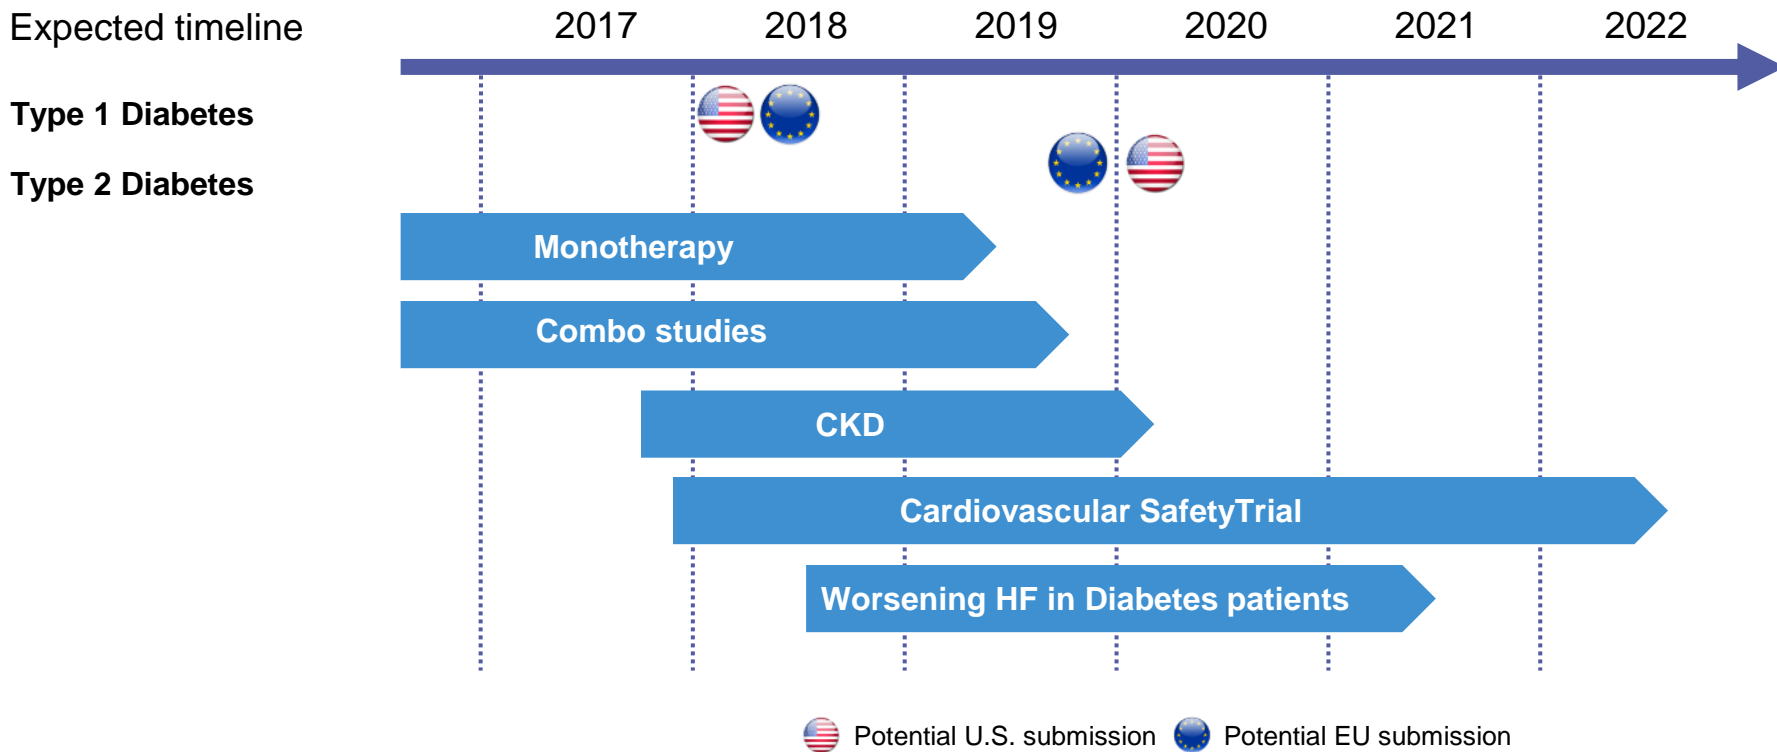 Expected timeline 2017 2018 2019 2020 2021 2022
Type 1 Diabetes
Type 2 Diabetes
Monotherapy
Combo studies
CKD
Cardiovascular SafetyTrial
Worsening HF in Diabetes patients
Potential U.S. submission Potential EU submission